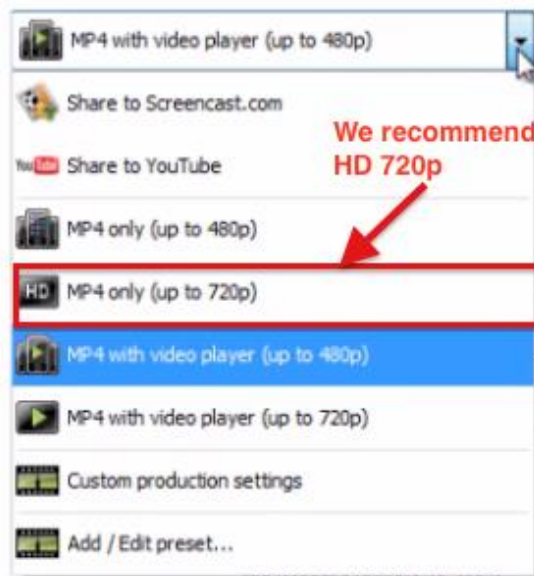 MP4 with video player (up to 480p)
Share to Screencast.com
We recommend
HD 720p
You Tube Share to YouTube
MP4 only (up to 480p)
HD MP4 only (up to 720p)
MP4 with video player (up to 480p)
MP4 with video player (up to 720p)
Custom production settings
Add / Edit preset...